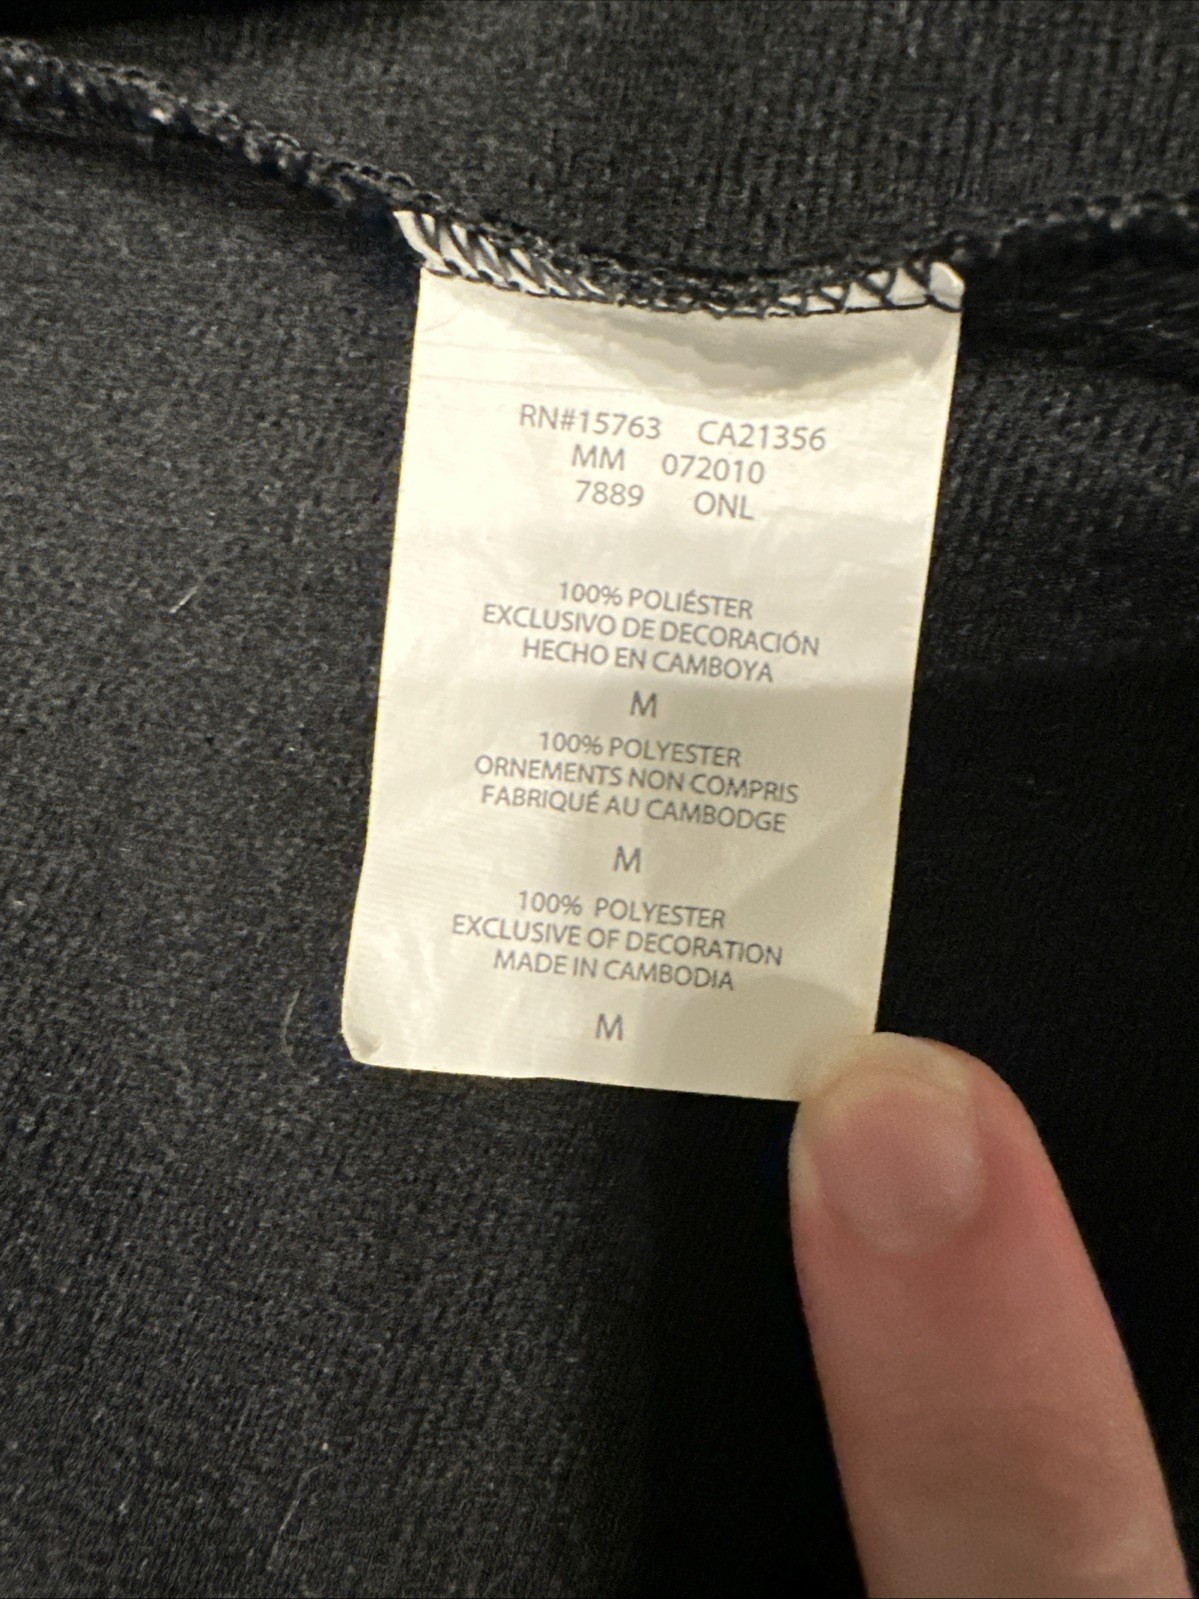 RN#15763 CA21356
MM 072010
7889 ONL
100% POLIÉSTER
EXCLUSIVO DE DECORACIÓN
HECHO EN CAMBOYA
M
100% POLYESTER
ORNEMENTS NON COMPRIS
FABRIQUÉ AU CAMBODGE
M
100% POLYESTER
EXCLUSIVE OF DECORATION
MADE IN CAMBODIA
M